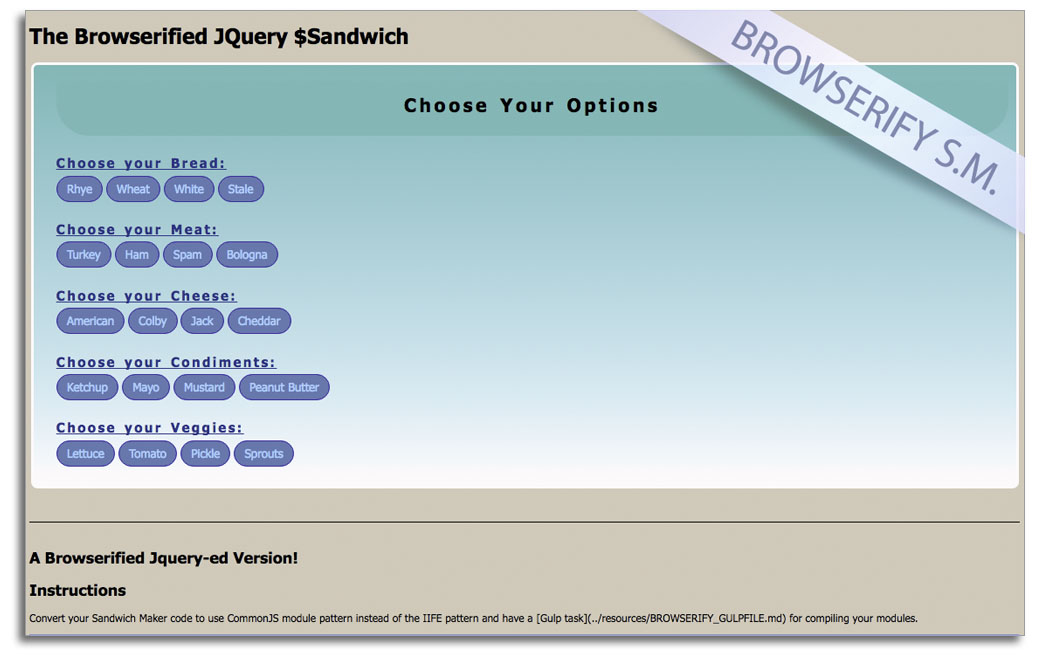 The Browserified JQuery $Sandwich
BROWSERIFY S.M.
Choose Your Options
Choose your Bread:
Rhye Wheat White Stale
Choose your Meat:
Turkey Ham Spam Bologna
Choose your Cheese:
American Colby Jack Cheddar
Choose your Condiments:
Ketchup Mayo Mustard Peanut Butter
Choose your Veggies:
Lettuce Tomato Pickle Sprouts
A Browserified Jquery-ed Version!
Instructions
Convert your Sandwich Maker code to use CommonJS module pattern instead of the IIFE pattern and have a [Gulp task](../resources/BROWSERIFY_GULPFILE.md) for compiling your modules.